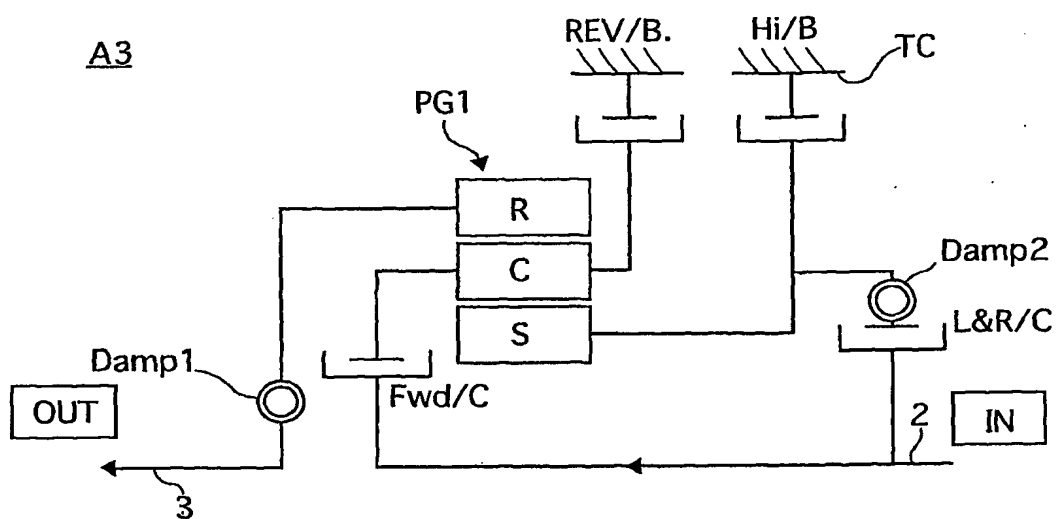 A3
REV/B.
Hi/B
TC
PG1
R
C
S
Damp2
L&R/C
Damp1
Fwd/C
OUT
2
IN
3